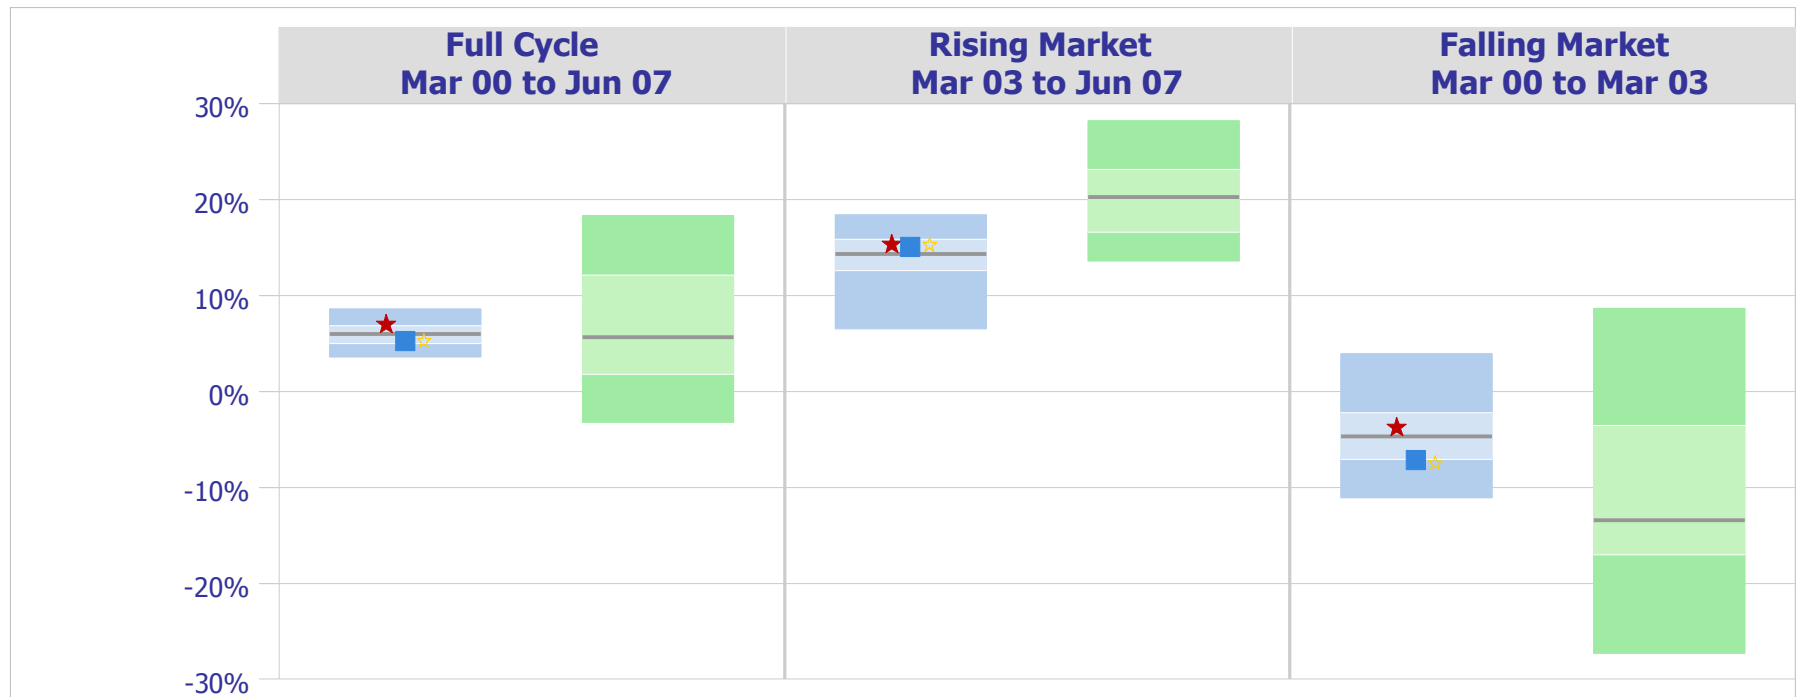 Full Cycle
Mar 00 to Jun 07
Rising Market
Mar 03 to Jun 07
Falling Market
Mar 00 to Mar 03
30%
20%
10%
0%
-10%
-20%
-30%